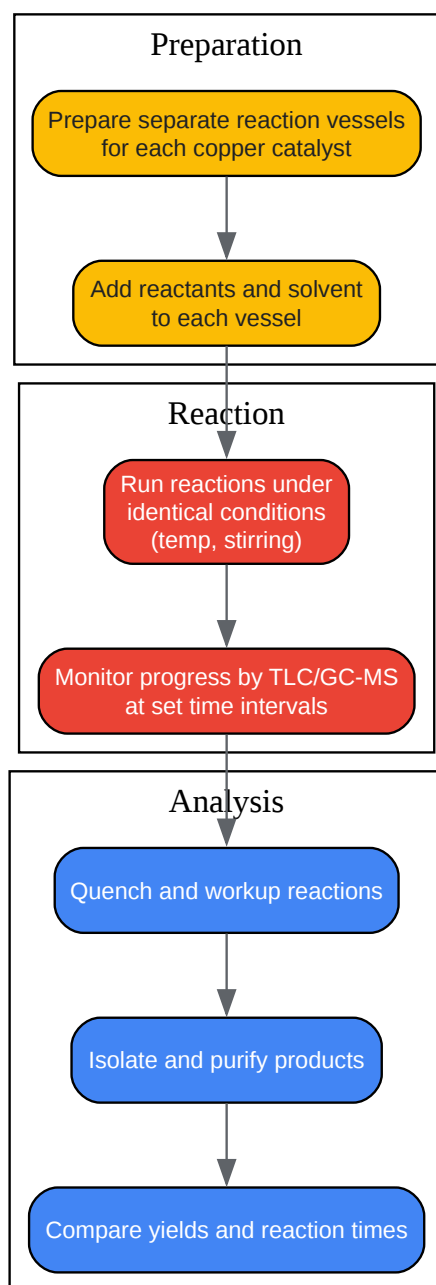 Preparation
Prepare separate reaction vessels
for each copper catalyst
Add reactants and solvent
to each vessel
Reaction
Run reactions under
identical conditions
(temp, stirring)
Monitor progress by TLC/GC-MS
at set time intervals
Analysis
Quench and workup reactions
Isolate and purify products
Compare yields and reaction times